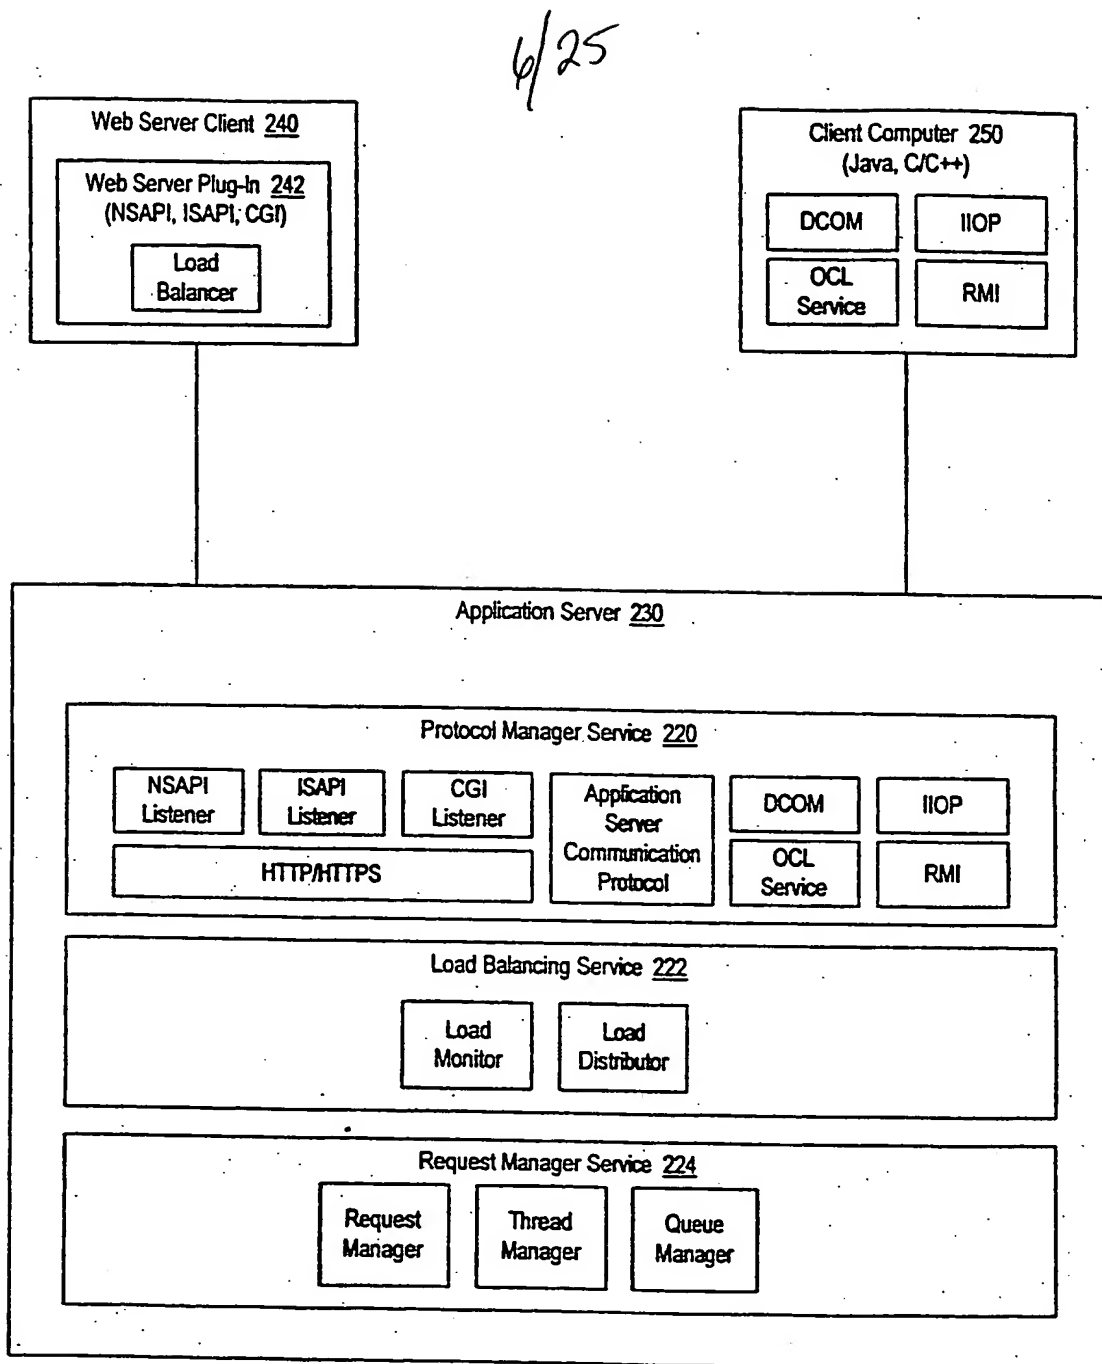 6/25
Web Server Client 240
Web Server Plug-In 242
(NSAPI, ISAPI, CGI)
Load
Balancer
Client Computer 250
(Java, C/C++)
DCOM
IIOP
OCL
Service
RMI
Application Server 230
Protocol Manager Service 220
NSAPI
Listener
ISAPI
Listener
CGI
Listener
HTTP/HTTPS
Application
Server
Communication
Protocol
DCOM
IIOP
OCL
Service
RMI
Load Balancing Service 222
Load
Monitor
Load
Distributor
Request Manager Service 224
Request
Manager
Thread
Manager
Queue
Manager